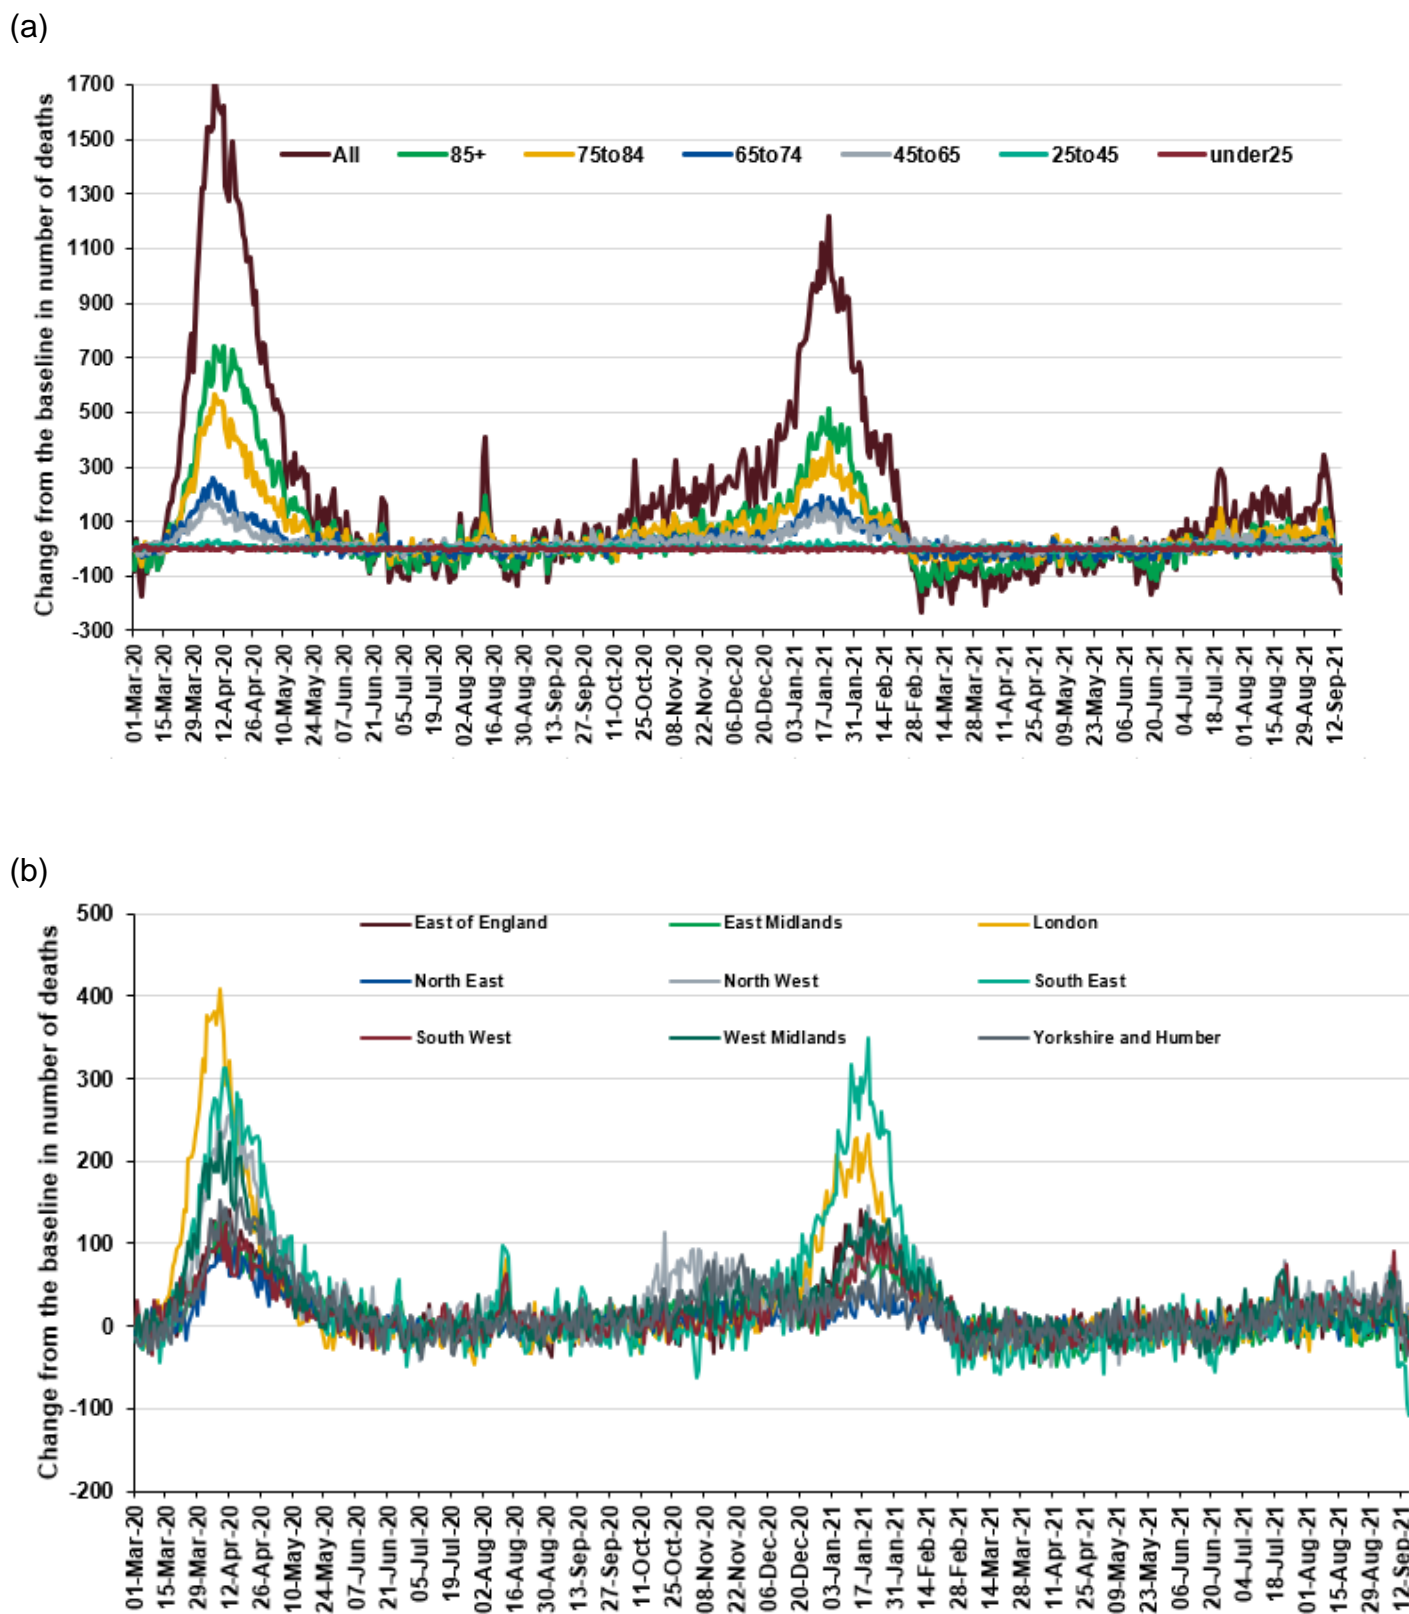 (a)
Change from the baseline in number of deaths
1700
1500
1300
1100
900
700
500
300
100
-100
-300
All 85+ 75to84 65to74 45to65 25to45 under25
01-Mar-20 15-Mar-20 29-Mar-20 12-Apr-20 26-Apr-20 10-May-20 24-May-20 07-Jun-20 21-Jun-20 05-Jul-20 19-Jul-20 02-Aug-20 16-Aug-20 30-Aug-20 13-Sep-20 27-Sep-20 11-Oct-20 25-Oct-20 08-Nov-20 22-Nov-20 06-Dec-20 20-Dec-20 03-Jan-21 17-Jan-21 31-Jan-21 14-Feb-21 28-Feb-21 14-Mar-21 28-Mar-21 11-Apr-21 25-Apr-21 09-May-21 23-May-21 06-Jun-21 20-Jun-21 04-Jul-21 18-Jul-21 01-Aug-21 15-Aug-21 29-Aug-21 12-Sep-21
(b)
Change from the baseline in number of deaths
500
400
300
200
100
0
-100
-200
East of England East Midlands London
North East North West South East
South West West Midlands Yorkshire and Humber
01-Mar-20 15-Mar-20 29-Mar-20 12-Apr-20 26-Apr-20 10-May-20 24-May-20 07-Jun-20 21-Jun-20 05-Jul-20 19-Jul-20 02-Aug-20 16-Aug-20 30-Aug-20 13-Sep-20 27-Sep-20 11-Oct-20 25-Oct-20 08-Nov-20 22-Nov-20 06-Dec-20 20-Dec-20 03-Jan-21 17-Jan-21 31-Jan-21 14-Feb-21 28-Feb-21 14-Mar-21 28-Mar-21 11-Apr-21 25-Apr-21 09-May-21 23-May-21 06-Jun-21 20-Jun-21 04-Jul-21 18-Jul-21 01-Aug-21 15-Aug-21 29-Aug-21 12-Sep-21